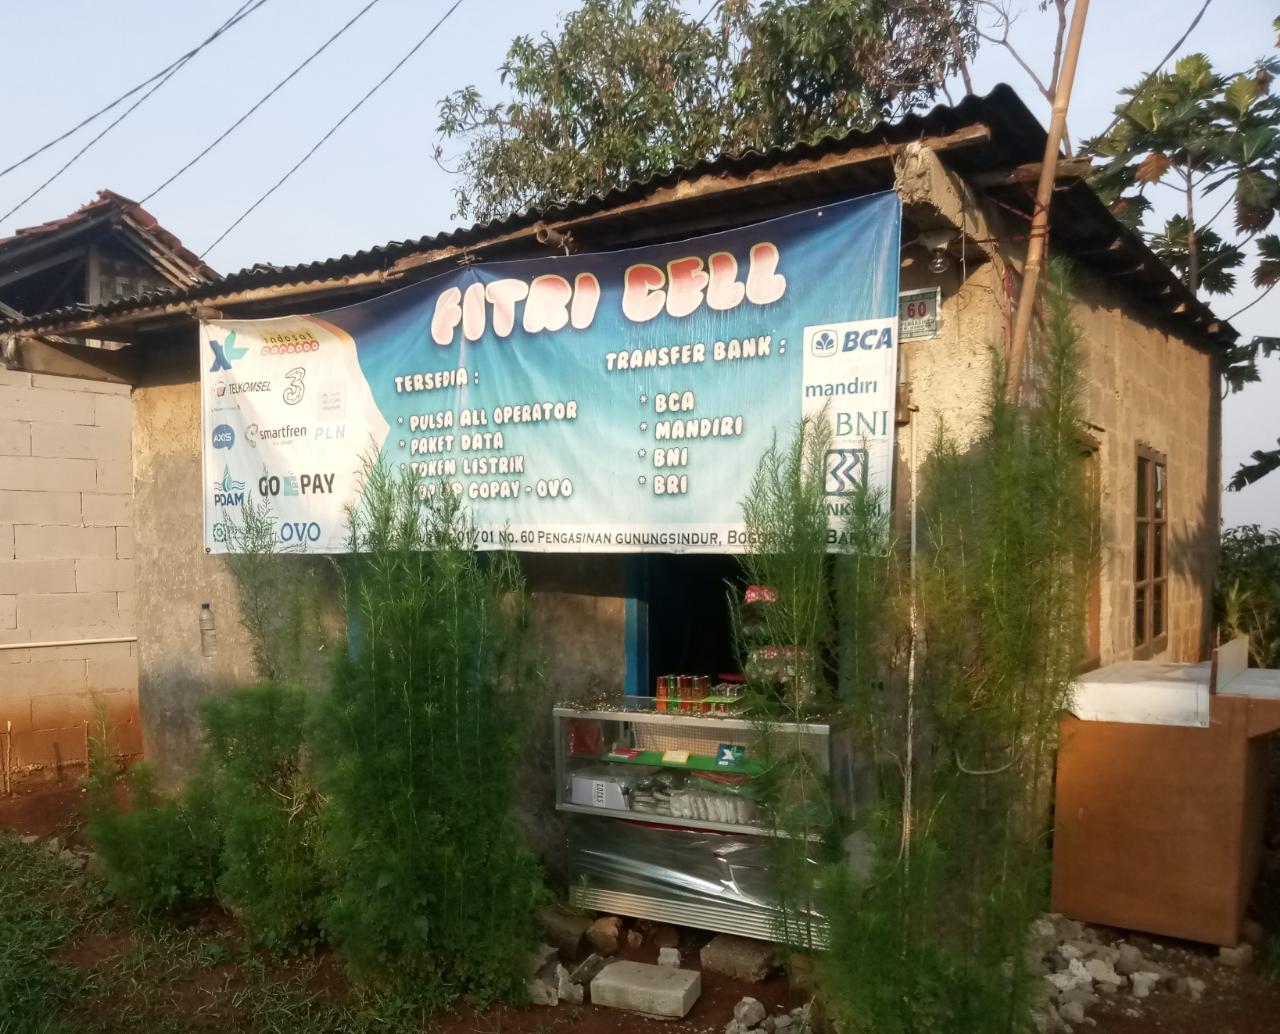 FITRI CELL
TERSEDIA :
* PULSA ALL OPERATOR
* PAKET DATA
* TOKEN LISTRIK
GOPAY - OVO
TRANSFER BANK :
* BCA
* MANDIRI
* BNI
* BRI
XL
indosat
ooredoo
TELKOMSEL
3
AXIS
smartfren
PLN
PDAM
GO PAY
OVO
BCA
mandiri
BNI
01/01 No. 60 PENGASINAN GUNUNGSINDUR, BOGOR
60